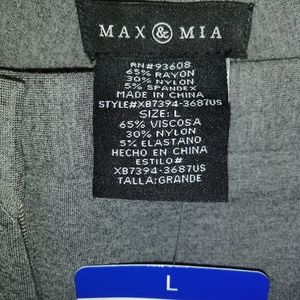 MAX & MIA
RN#93608
65% RAYON
30% NYLON
5% SPANDEX
MADE IN CHINA
STYLE#XB7394-3687US
SIZE: L
65% VISCOSA
30% NYLON
5% ELASTANO
HECHO EN CHINA
ESTILO#
XB7394-3687US
TALLA:GRANDE
L